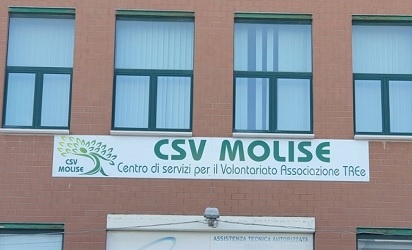 CSV MOLISE
CSV
MOLISE
Centro di servizi per il Volontariato Associazione TREe
ASSISTENZA TECNICA AUTORIZZATA